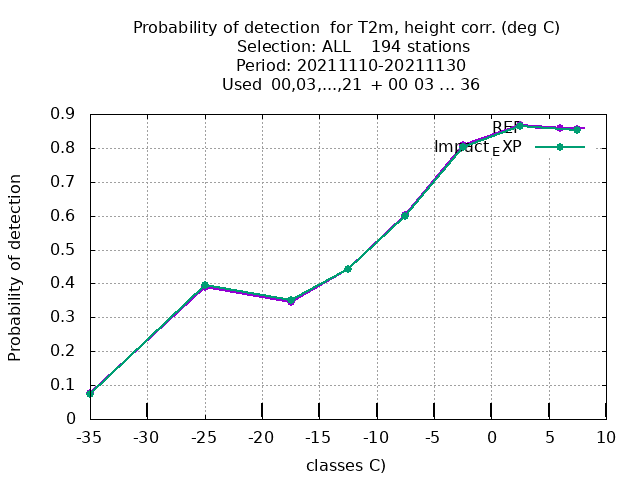 Probability of detection for T2m, height corr. (deg C)
Selection: ALL 194 stations
Period: 20211110-20211130
Used 00,03,...,21 + 00 03 ... 36
Probability of detection
0.9
0.8
0.7
0.6
0.5
0.4
0.3
0.2
0.1
0
REF
Impact_EXP
-35 -30 -25 -20 -15 -10 -5 0 5 10
classes C)